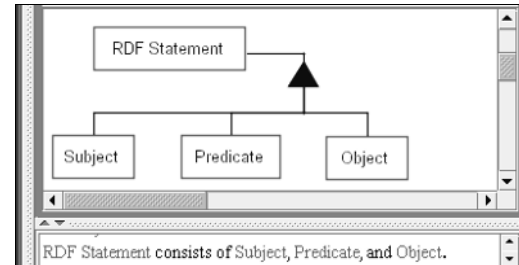 RDF Statement
Subject Predicate Object
RDF Statement consists of Subject, Predicate, and Object.